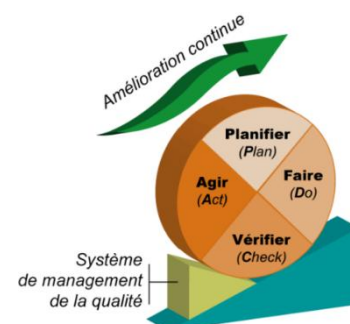 Amélioration continue
Planifier
(Plan)
Faire
(Do)
Agir
(Act)
Vérifier
(Check)
Système
de management
de la qualité